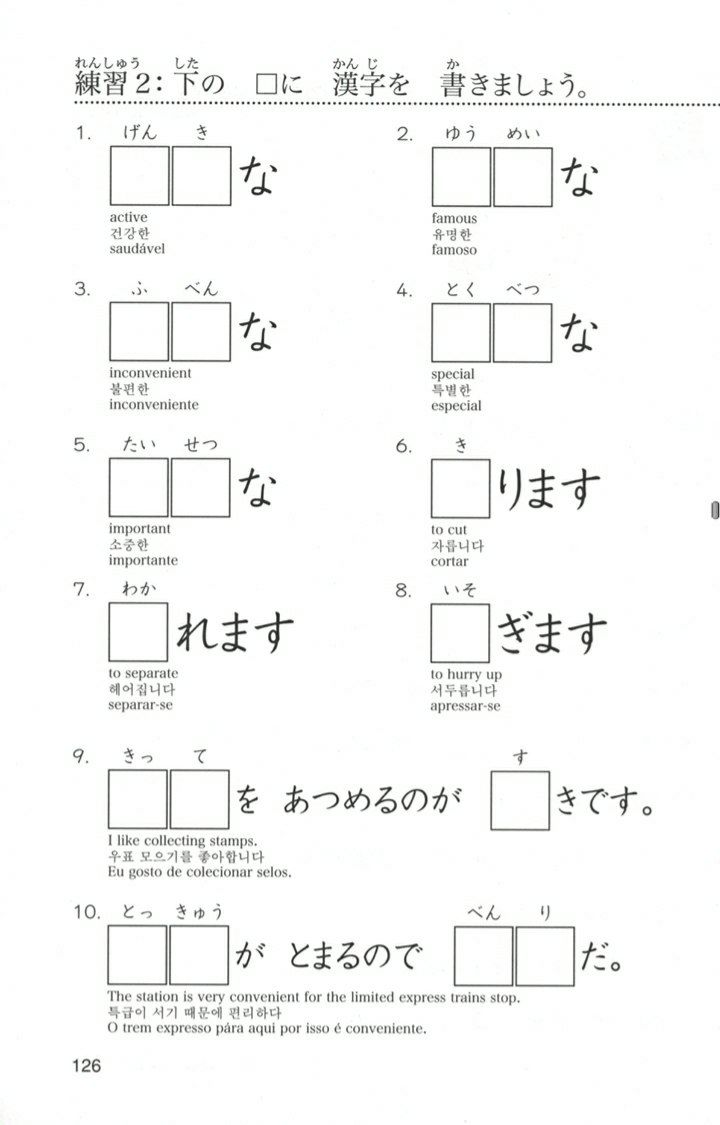 れんしゅう した かん じ か
練習2：下の □に 漢字を 書きましょう。
1. げん き
□□な
active
건강한
saudável
2. ゆう めい
□□な
famous
유명한
famoso
3. ふ べん
□□な
inconvenient
불편한
inconveniente
4. とく べつ
□□な
special
특별한
especial
5. たい せつ
□□な
important
소중한
importante
6. き
□ります
to cut
자릅니다
cortar
7. わか
□れます
to separate
헤어집니다
separar-se
8. いそ
□ぎます
to hurry up
서두릅니다
apressar-se
9. きっ て す
□□を あつめるのが □きです。
I like collecting stamps.
우표 모으기를 좋아합니다
Eu gosto de colecionar selos.
10. とっ きゅう べん り
□□が とまるので □□だ。
The station is very convenient for the limited express trains stop.
특급이 서기 때문에 편리하다
O trem expresso pára aqui por isso é conveniente.
126